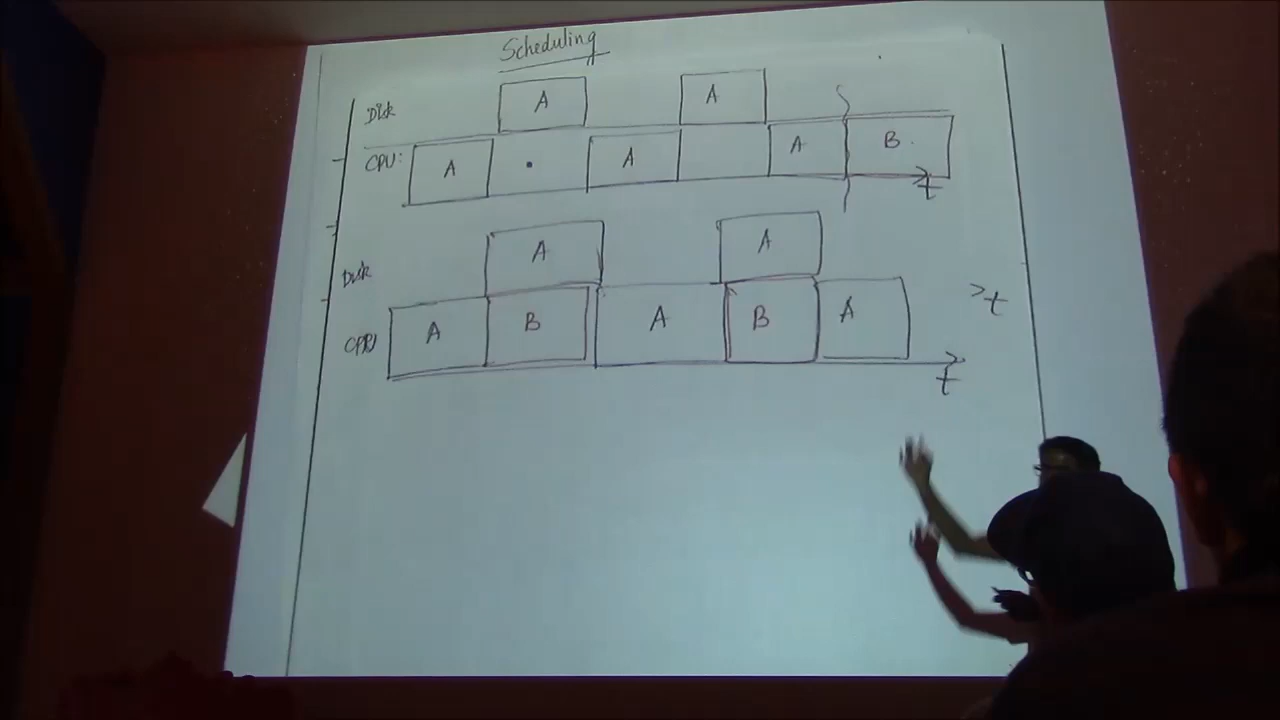 Scheduling
Disk A A
CPU: A A A B
t
Disk A A
CPU A B A B A
t
t